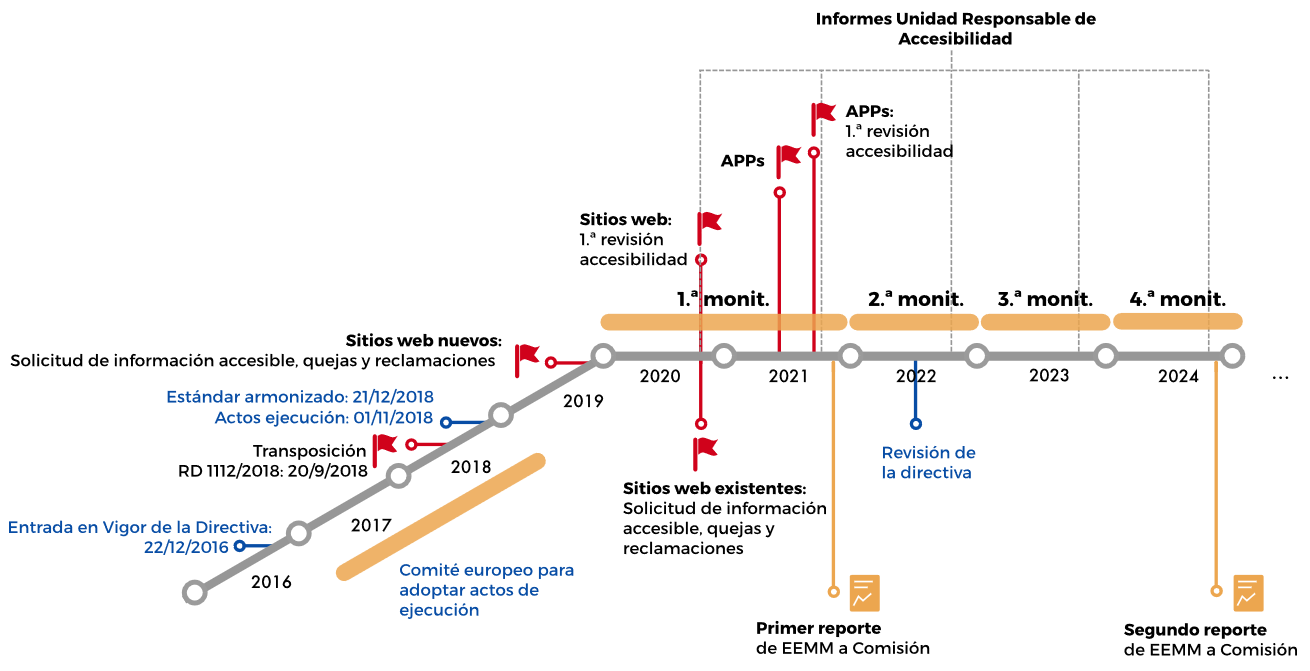 Informes Unidad Responsable de
Accesibilidad
APPs:
1.ª revisión
accesibilidad
APPs
Sitios web:
1.ª revisión
accesibilidad
1.ª monit.
2.ª monit.
3.ª monit.
4.ª monit.
Sitios web nuevos:
Solicitud de información accesible, quejas y reclamaciones
2020
2021
2022
2023
2024
...
Estándar armonizado: 21/12/2018
Actos ejecución: 01/11/2018
2019
Transposición
RD 1112/2018: 20/9/2018
2018
Revisión de
la directiva
Sitios web existentes:
Solicitud de información
accesible, quejas y
reclamaciones
Entrada en Vigor de la Directiva:
22/12/2016
2017
2016
Comité europeo para
adoptar actos de
ejecución
Primer reporte
de EEMM a Comisión
Segundo reporte
de EEMM a Comisión